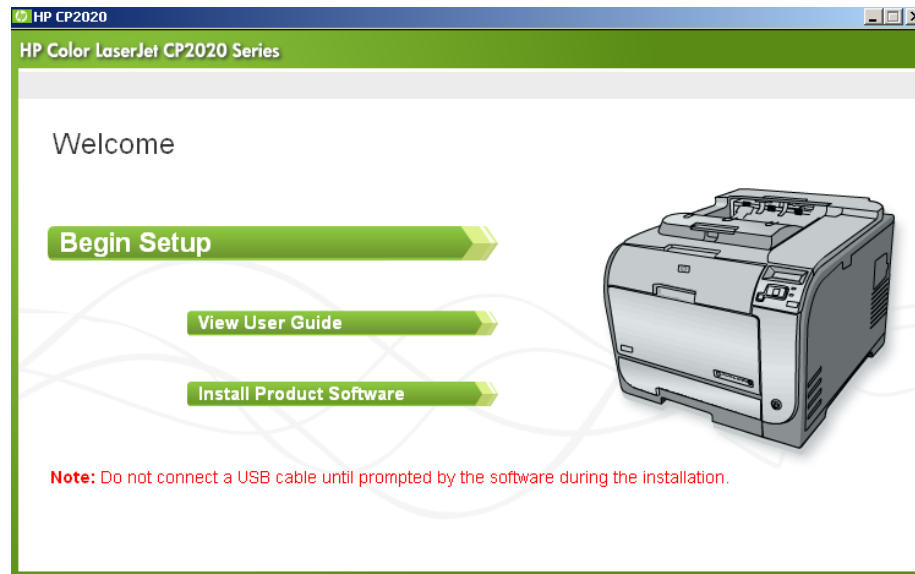 HP CP2020
HP Color LaserJet CP2020 Series
Welcome
Begin Setup
View User Guide
Install Product Software
Note: Do not connect a USB cable until prompted by the software during the installation.